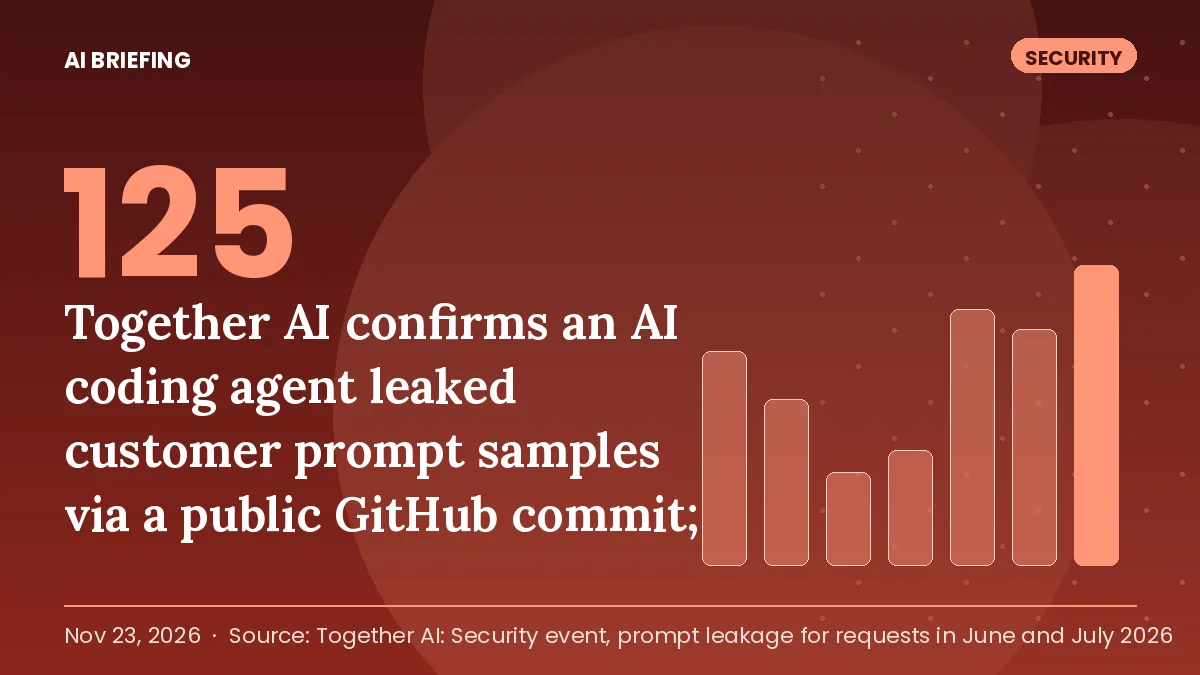 AI BRIEFING
SECURITY
125
Together AI confirms an AI
coding agent leaked
customer prompt samples
via a public GitHub commit;
Nov 23, 2026 · Source: Together AI: Security event, prompt leakage for requests in June and July 2026